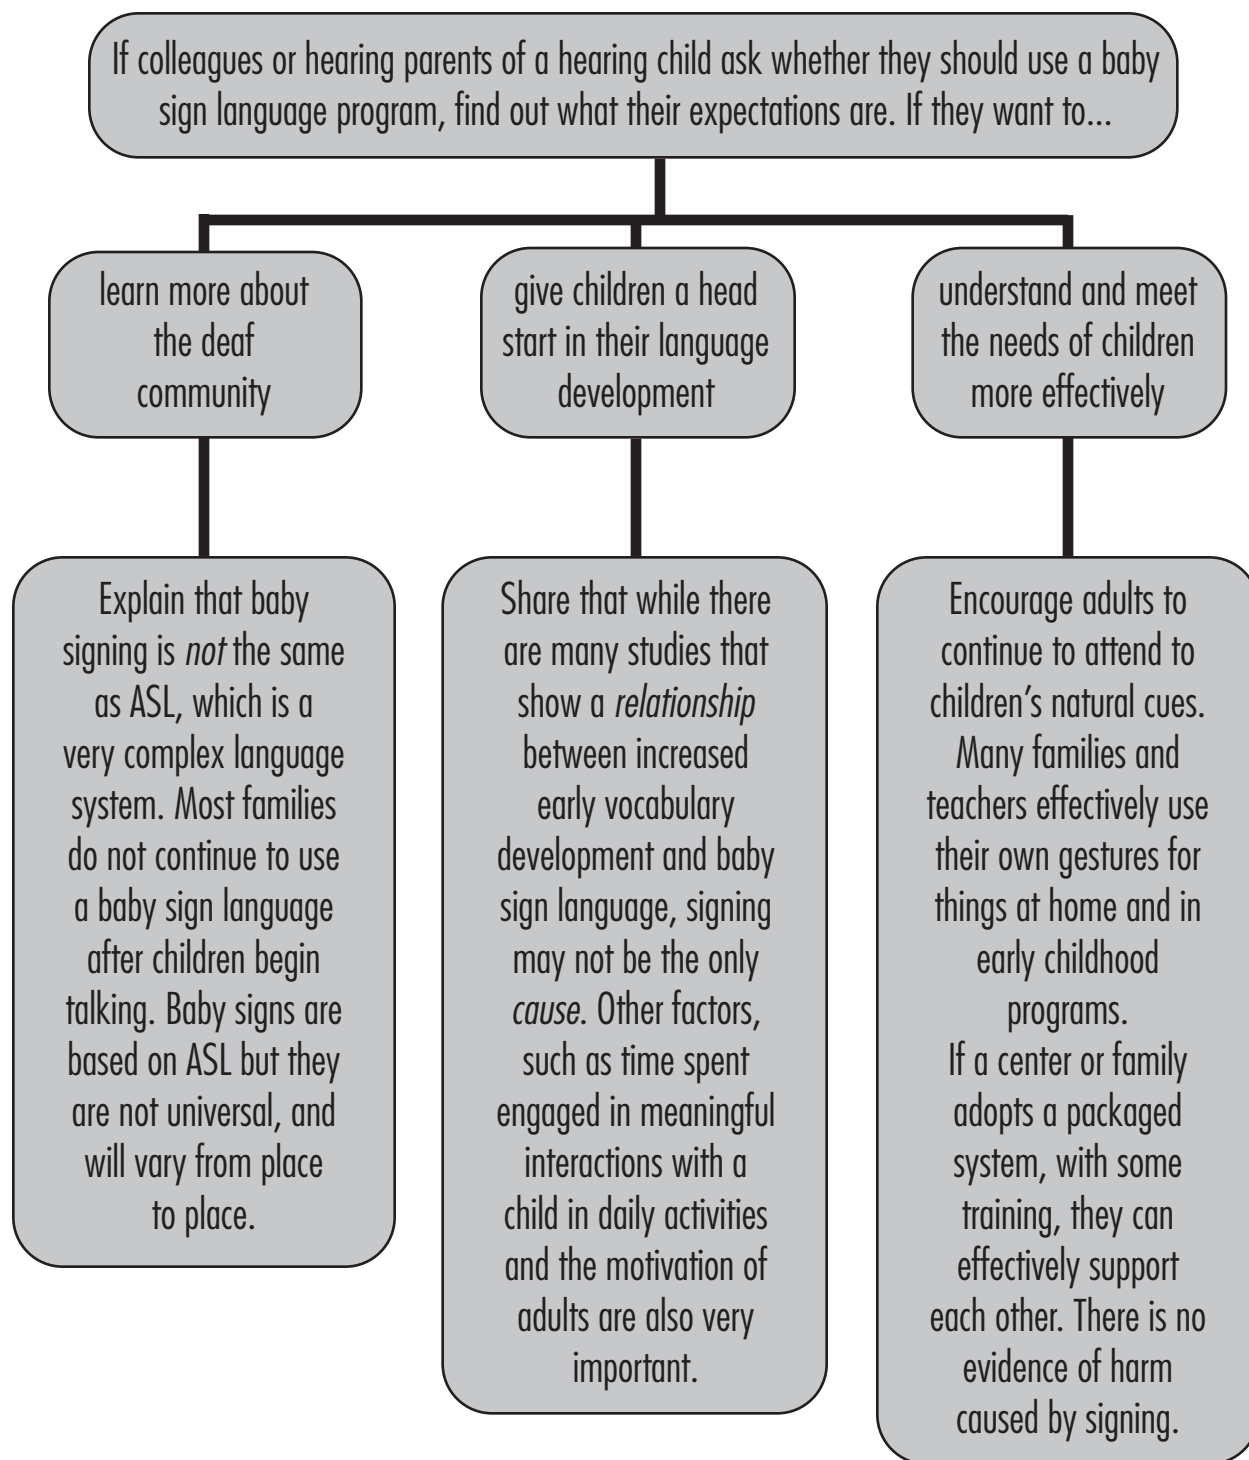 If colleagues or hearing parents of a hearing child ask whether they should use a baby
sign language program, find out what their expectations are. If they want to...
learn more about
the deaf
community
give children a head
start in their language
development
understand and meet
the needs of children
more effectively
Explain that baby
signing is not the same
as ASL, which is a
very complex language
system. Most families
do not continue to use
a baby sign language
after children begin
talking. Baby signs are
based on ASL but they
are not universal, and
will vary from place
to place.
Share that while there
are many studies that
show a relationship
between increased
early vocabulary
development and baby
sign language, signing
may not be the only
cause. Other factors,
such as time spent
engaged in meaningful
interactions with a
child in daily activities
and the motivation of
adults are also very
important.
Encourage adults to
continue to attend to
children’s natural cues.
Many families and
teachers effectively use
their own gestures for
things at home and in
early childhood
programs.
If a center or family
adopts a packaged
system, with some
training, they can
effectively support
each other. There is no
evidence of harm
caused by signing.